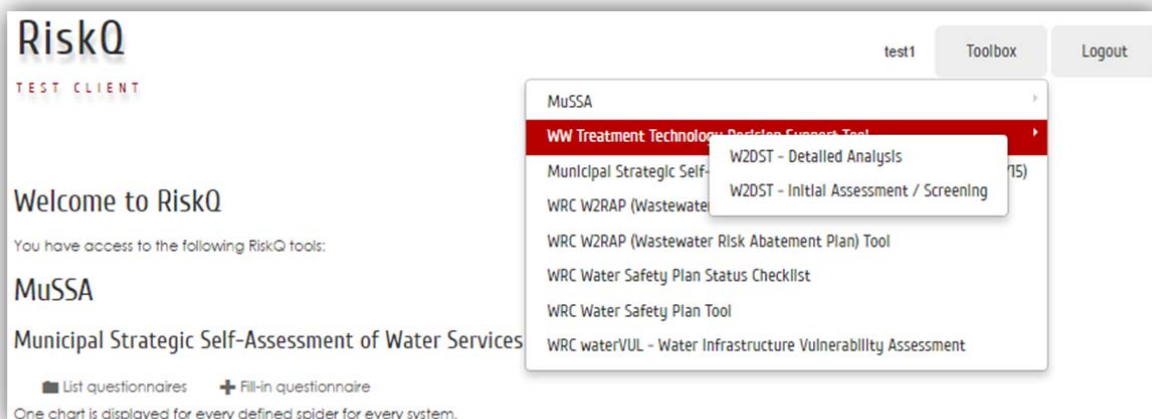 RiskQ
TEST CLIENT
test1 Toolbox Logout
MuSSA
WW Treatment Technology Decision Support Tool
W2DST - Detailed Analysis
W2DST - Initial Assessment / Screening
Municipal Strategic Self- /15)
WRC W2RAP (Wastewater
WRC W2RAP (Wastewater Risk Abatement Plan) Tool
WRC Water Safety Plan Status Checklist
WRC Water Safety Plan Tool
WRC waterVUL - Water Infrastructure Vulnerability Assessment
Welcome to RiskQ
You have access to the following RiskQ tools:
MuSSA
Municipal Strategic Self-Assessment of Water Services
List questionnaires Fill-in questionnaire
One chart is displayed for every defined spider for every system.